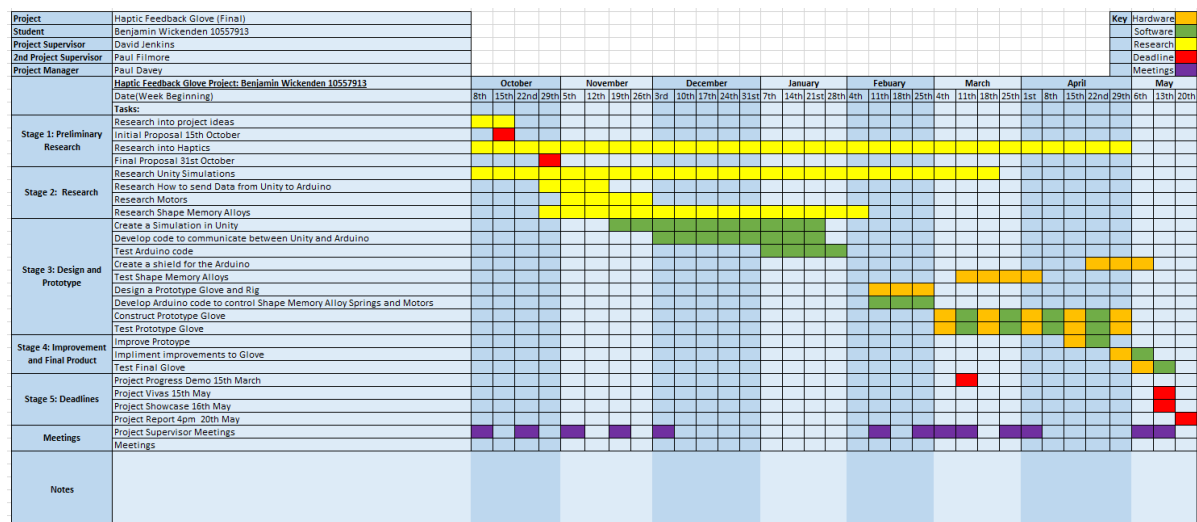 Project Haptic Feedback Glove (Final) Key Hardware
Student Benjamin Wickenden 10557913 Software
Project Supervisor David Jenkins Research
2nd Project Supervisor Paul Filmore Deadline
Project Manager Paul Davey Meetings
Haptic Feedback Glove Project: Benjamin Wickenden 10557913 October November December January Febuary March April May
Date(Week Beginning) 8th 15th 22nd 29th 5th 12th 19th 26th 3rd 10th 17th 24th 31st 7th 14th 21st 28th 4th 11th 18th 25th 4th 11th 18th 25th 1st 8th 15th 22nd 29th 6th 13th 20th
Tasks:
Stage 1: Preliminary Research
Research into project ideas
Initial Proposal 15th October
Research into Haptics
Final Proposal 31st October
Stage 2: Research
Research Unity Simulations
Research How to send Data from Unity to Arduino
Research Motors
Research Shape Memory Alloys
Stage 3: Design and Prototype
Create a Simulation in Unity
Develop code to communicate between Unity and Arduino
Test Arduino code
Create a shield for the Arduino
Test Shape Memory Alloys
Design a Prototype Glove and Rig
Develop Arduino code to control Shape Memory Alloy Springs and Motors
Construct Prototype Glove
Test Prototype Glove
Stage 4: Improvement and Final Product
Improve Protoype
Impliment improvements to Glove
Test Final Glove
Stage 5: Deadlines
Project Progress Demo 15th March
Project Vivas 15th May
Project Showcase 16th May
Project Report 4pm 20th May
Meetings
Project Supervisor Meetings
Meetings
Notes